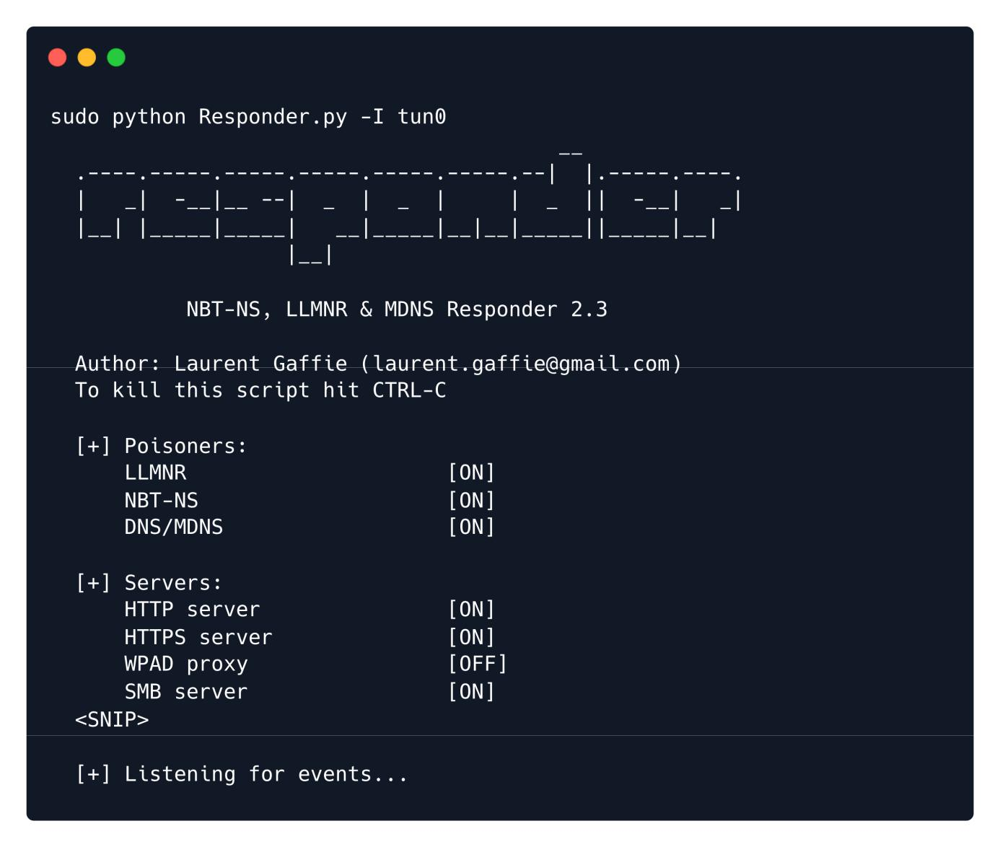 sudo python Responder.py -I tun0
                                         __
  .----.-----.-----.-----.-----.-----.--|  |.-----.----.
  |   _|  -__|__ --|  _  |  _  |     |  _  ||  -__|   _|
  |__| |_____|_____|   __|_____|__|__|_____||_____|__|
                   |__|
NBT-NS, LLMNR & MDNS Responder 2.3
Author: Laurent Gaffie (laurent.gaffie@gmail.com)
To kill this script hit CTRL-C
[+] Poisoners:
LLMNR [ON]
NBT-NS [ON]
DNS/MDNS [ON]
[+] Servers:
HTTP server [ON]
HTTPS server [ON]
WPAD proxy [OFF]
SMB server [ON]
<SNIP>
[+] Listening for events...